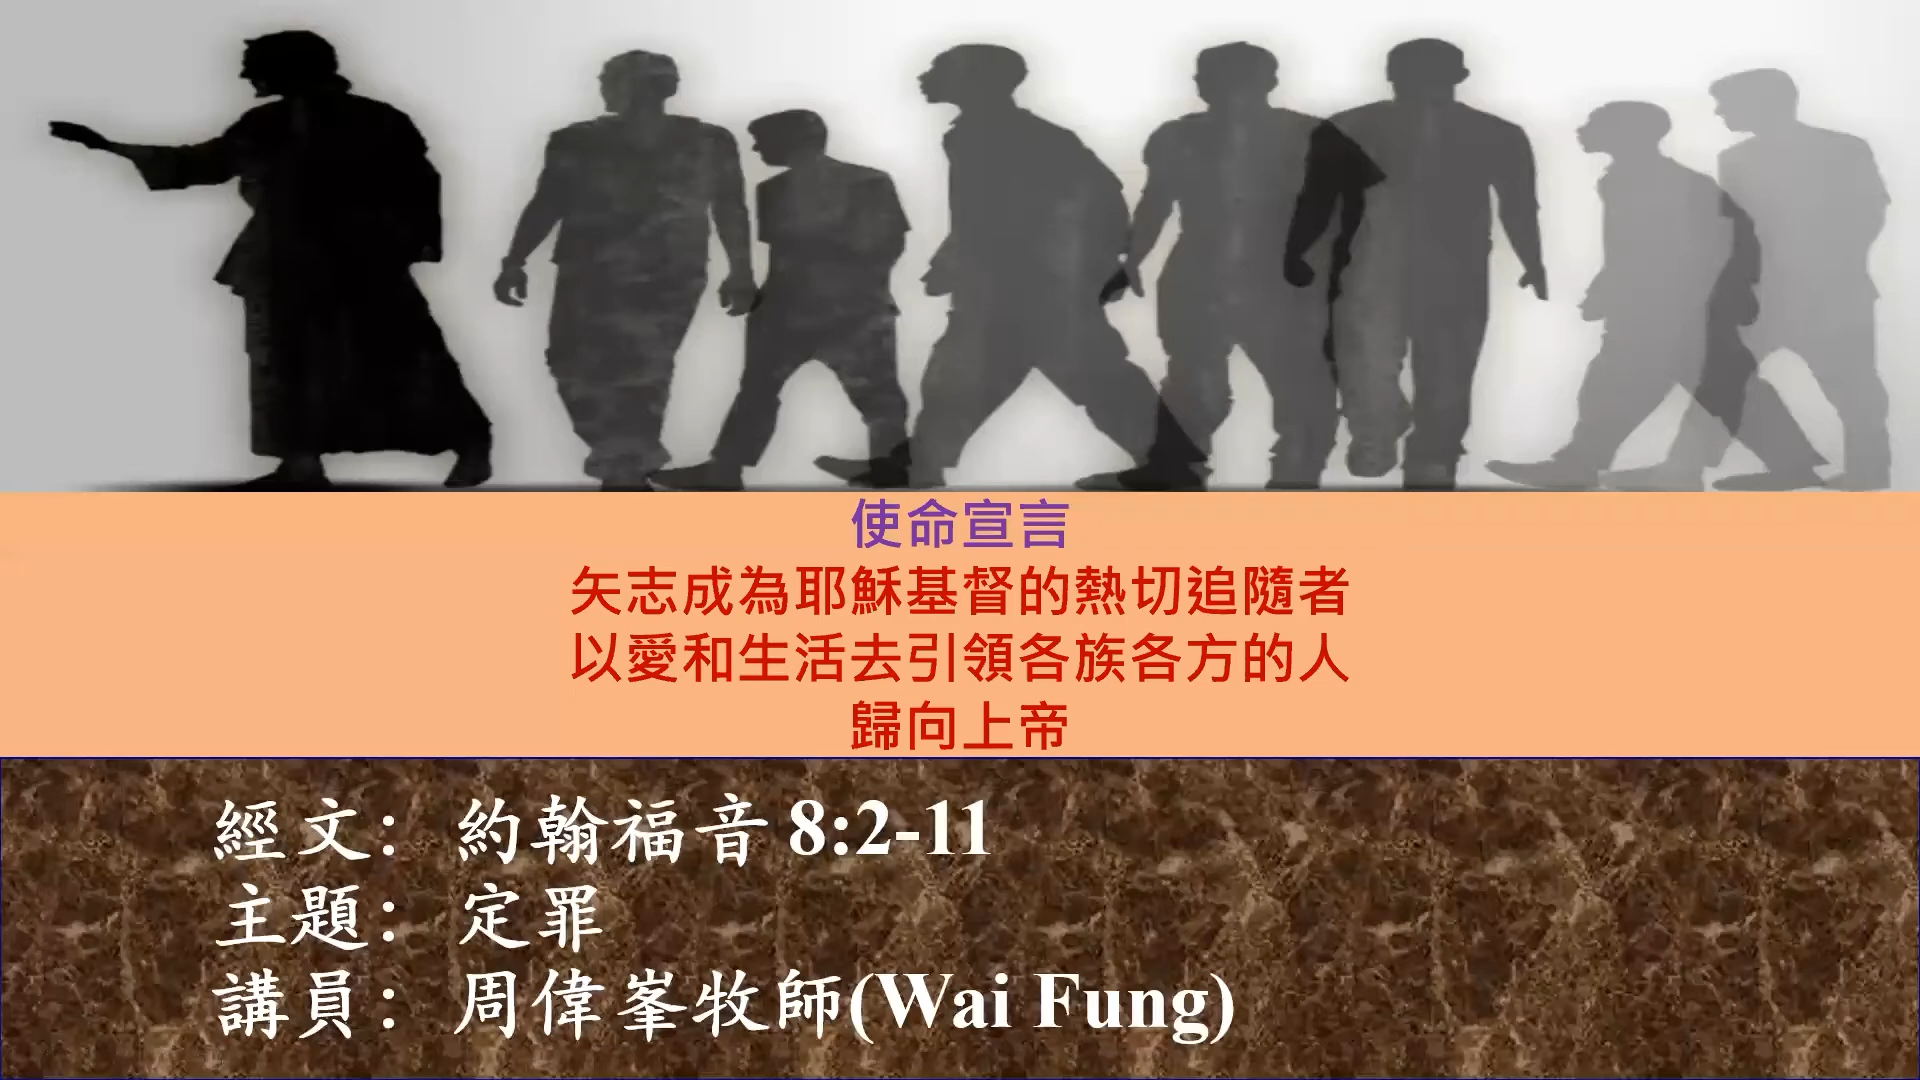 使命宣言
矢志成為耶穌基督的熱切追隨者
以愛和生活去引領各族各方的人
歸向上帝
經文： 約翰福音 8:2-11
主題： 定罪
講員： 周偉峯牧師(Wai Fung)